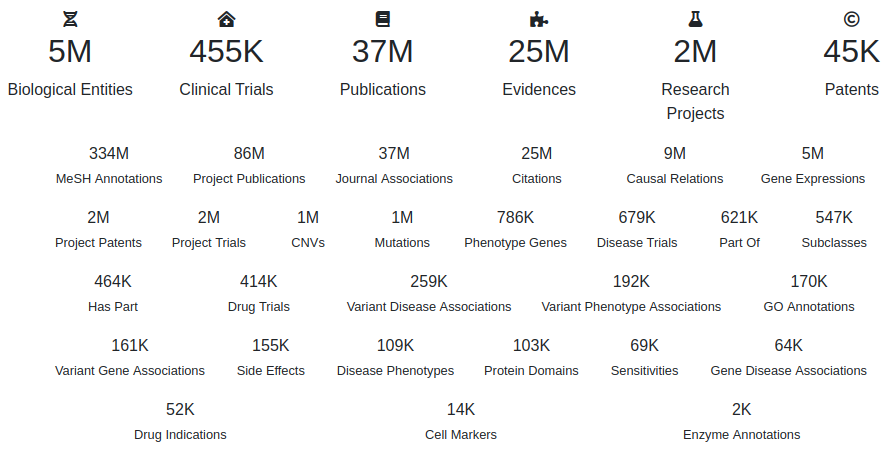 5M 455K 37M 25M 2M 45K
Biological Entities Clinical Trials Publications Evidences Research Patents
Projects
334M 86M 37M 25M 9M 5M
MeSH Annotations Project Publications Journal Associations Citations Causal Relations Gene Expressions
2M 2M 1M 1M 786K 679K 621K 547K
Project Patents Project Trials CNVs Mutations Phenotype Genes Disease Trials Part Of Subclasses
464K 414K 259K 192K 170K
Has Part Drug Trials Variant Disease Associations Variant Phenotype Associations GO Annotations
161K 155K 109K 103K 69K 64K
Variant Gene Associations Side Effects Disease Phenotypes Protein Domains Sensitivities Gene Disease Associations
52K 14K 2K
Drug Indications Cell Markers Enzyme Annotations